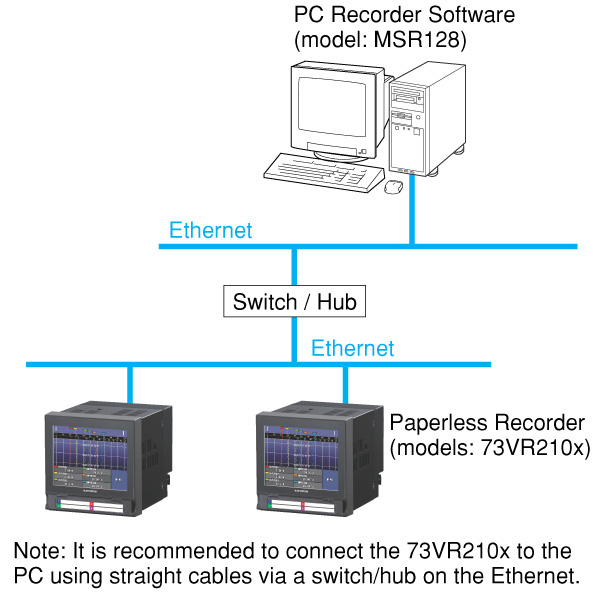 PC Recorder Software
(model: MSR128)
Ethernet
Switch / Hub
Ethernet
Paperless Recorder
(models: 73VR210x)
Note: It is recommended to connect the 73VR210x to the
PC using straight cables via a switch/hub on the Ethernet.